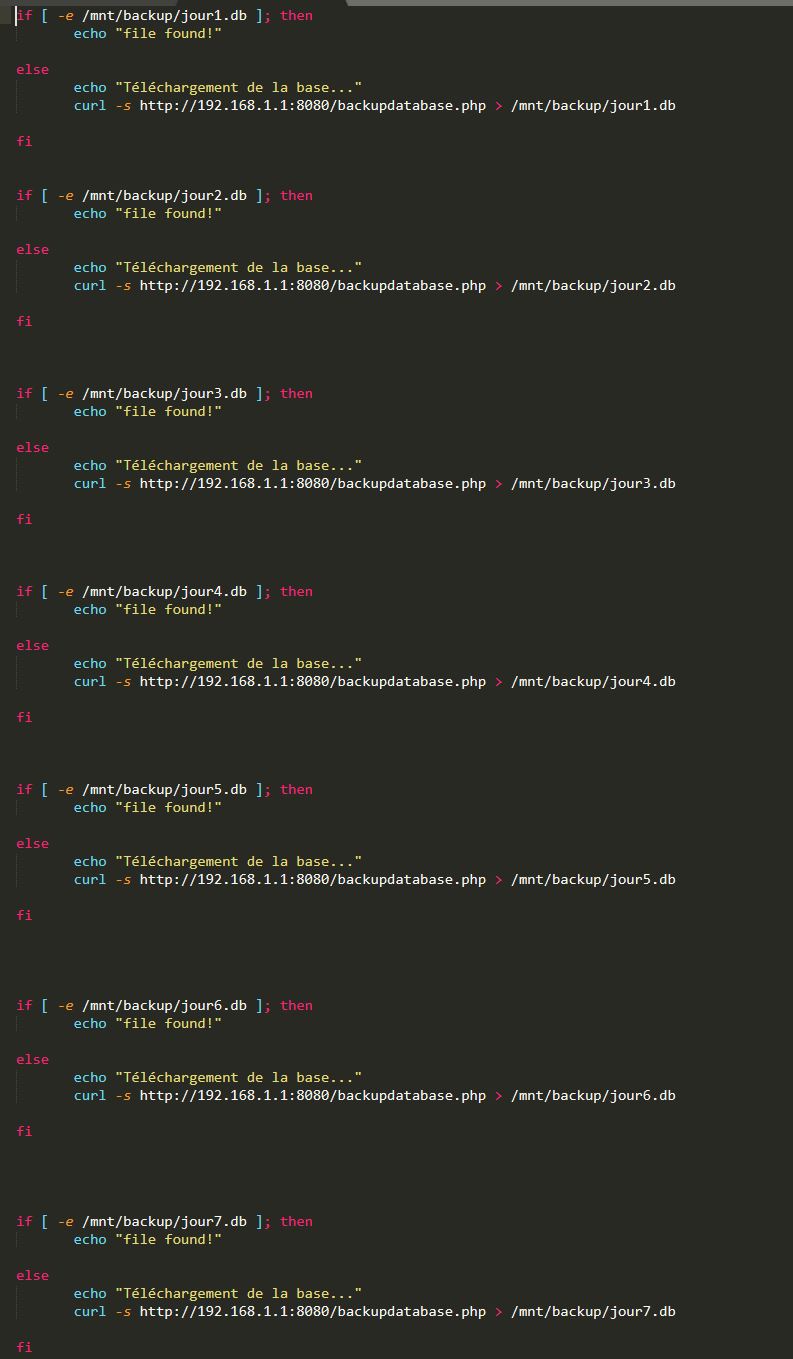 if [ -e /mnt/backup/jour1.db ]; then
echo "file found!"
else
echo "Téléchargement de la base..."
curl -s http://192.168.1.1:8080/backupdatabase.php > /mnt/backup/jour1.db
fi
if [ -e /mnt/backup/jour2.db ]; then
echo "file found!"
else
echo "Téléchargement de la base..."
curl -s http://192.168.1.1:8080/backupdatabase.php > /mnt/backup/jour2.db
fi
if [ -e /mnt/backup/jour3.db ]; then
echo "file found!"
else
echo "Téléchargement de la base..."
curl -s http://192.168.1.1:8080/backupdatabase.php > /mnt/backup/jour3.db
fi
if [ -e /mnt/backup/jour4.db ]; then
echo "file found!"
else
echo "Téléchargement de la base..."
curl -s http://192.168.1.1:8080/backupdatabase.php > /mnt/backup/jour4.db
fi
if [ -e /mnt/backup/jour5.db ]; then
echo "file found!"
else
echo "Téléchargement de la base..."
curl -s http://192.168.1.1:8080/backupdatabase.php > /mnt/backup/jour5.db
fi
if [ -e /mnt/backup/jour6.db ]; then
echo "file found!"
else
echo "Téléchargement de la base..."
curl -s http://192.168.1.1:8080/backupdatabase.php > /mnt/backup/jour6.db
fi
if [ -e /mnt/backup/jour7.db ]; then
echo "file found!"
else
echo "Téléchargement de la base..."
curl -s http://192.168.1.1:8080/backupdatabase.php > /mnt/backup/jour7.db
fi